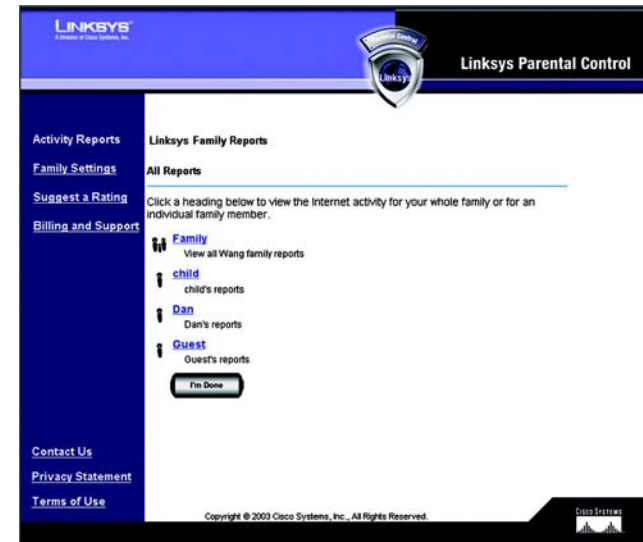 LINKSYS®
A Division of Cisco Systems, Inc.
Parental Control
Linksys
Linksys Parental Control
Activity Reports
Family Settings
Suggest a Rating
Billing and Support
Linksys Family Reports
All Reports
Click a heading below to view the Internet activity for your whole family or for an
individual family member.
Family
View all Wang family reports
child
child's reports
Dan
Dan's reports
Guest
Guest's reports
I'm Done
Contact Us
Privacy Statement
Terms of Use
Copyright © 2003 Cisco Systems, Inc., All Rights Reserved.
CISCO SYSTEMS